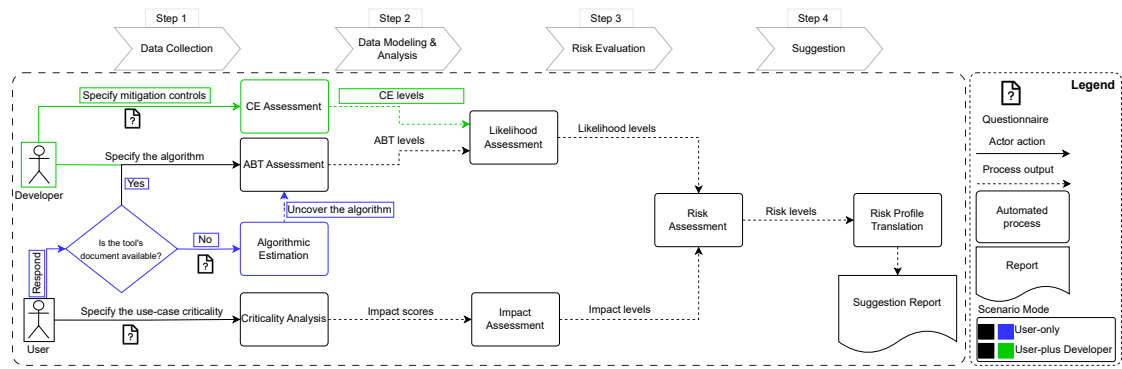 Step 1
Step 2
Step 3
Step 4
Data Collection
Data Modeling &
Analysis
Risk Evaluation
Suggestion
Specify mitigation controls
?
CE Assessment
CE levels
Developer
Specify the algorithm
ABT Assessment
ABT levels
Likelihood
Assessment
Likelihood levels
Yes
Uncover the algorithm
Is the tool's
document available?
No
?
Algorithmic
Estimation
Respond
User
Specify the use-case criticality
?
Criticality Analysis
Impact scores
Impact
Assessment
Impact levels
Risk
Assessment
Risk levels
Risk Profile
Translation
Suggestion Report
Legend
?
Questionnaire
Actor action
Process output
Automated
process
Report
Scenario Mode
User-only
User-plus Developer